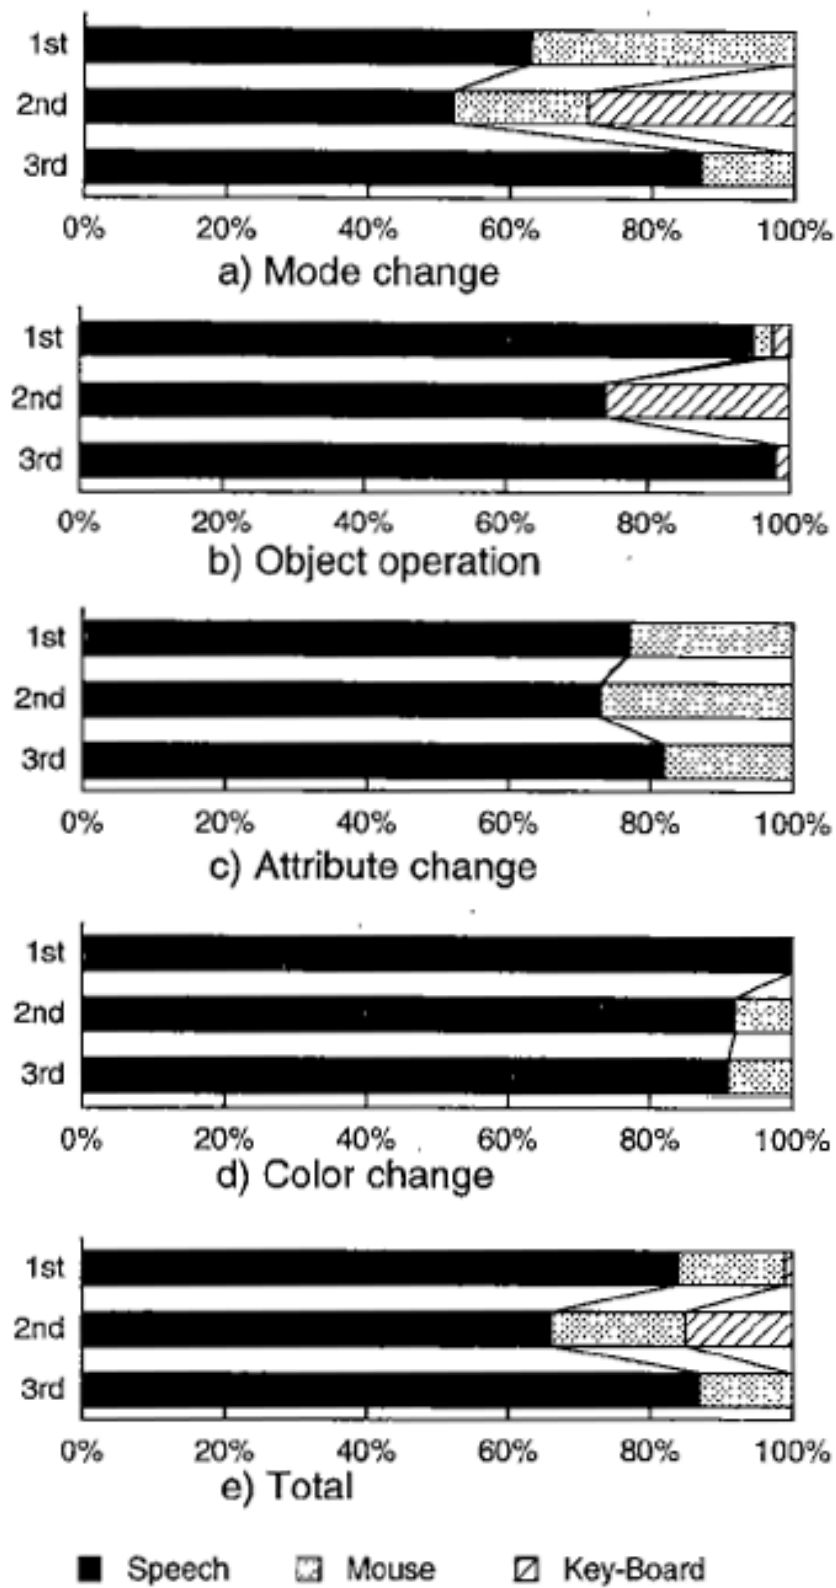 1st
2nd
3rd
0% 20% 40% 60% 80% 100%
a) Mode change
1st
2nd
3rd
0% 20% 40% 60% 80% 100%
b) Object operation
1st
2nd
3rd
0% 20% 40% 60% 80% 100%
c) Attribute change
1st
2nd
3rd
0% 20% 40% 60% 80% 100%
d) Color change
1st
2nd
3rd
0% 20% 40% 60% 80% 100%
e) Total
Speech Mouse Key-Board